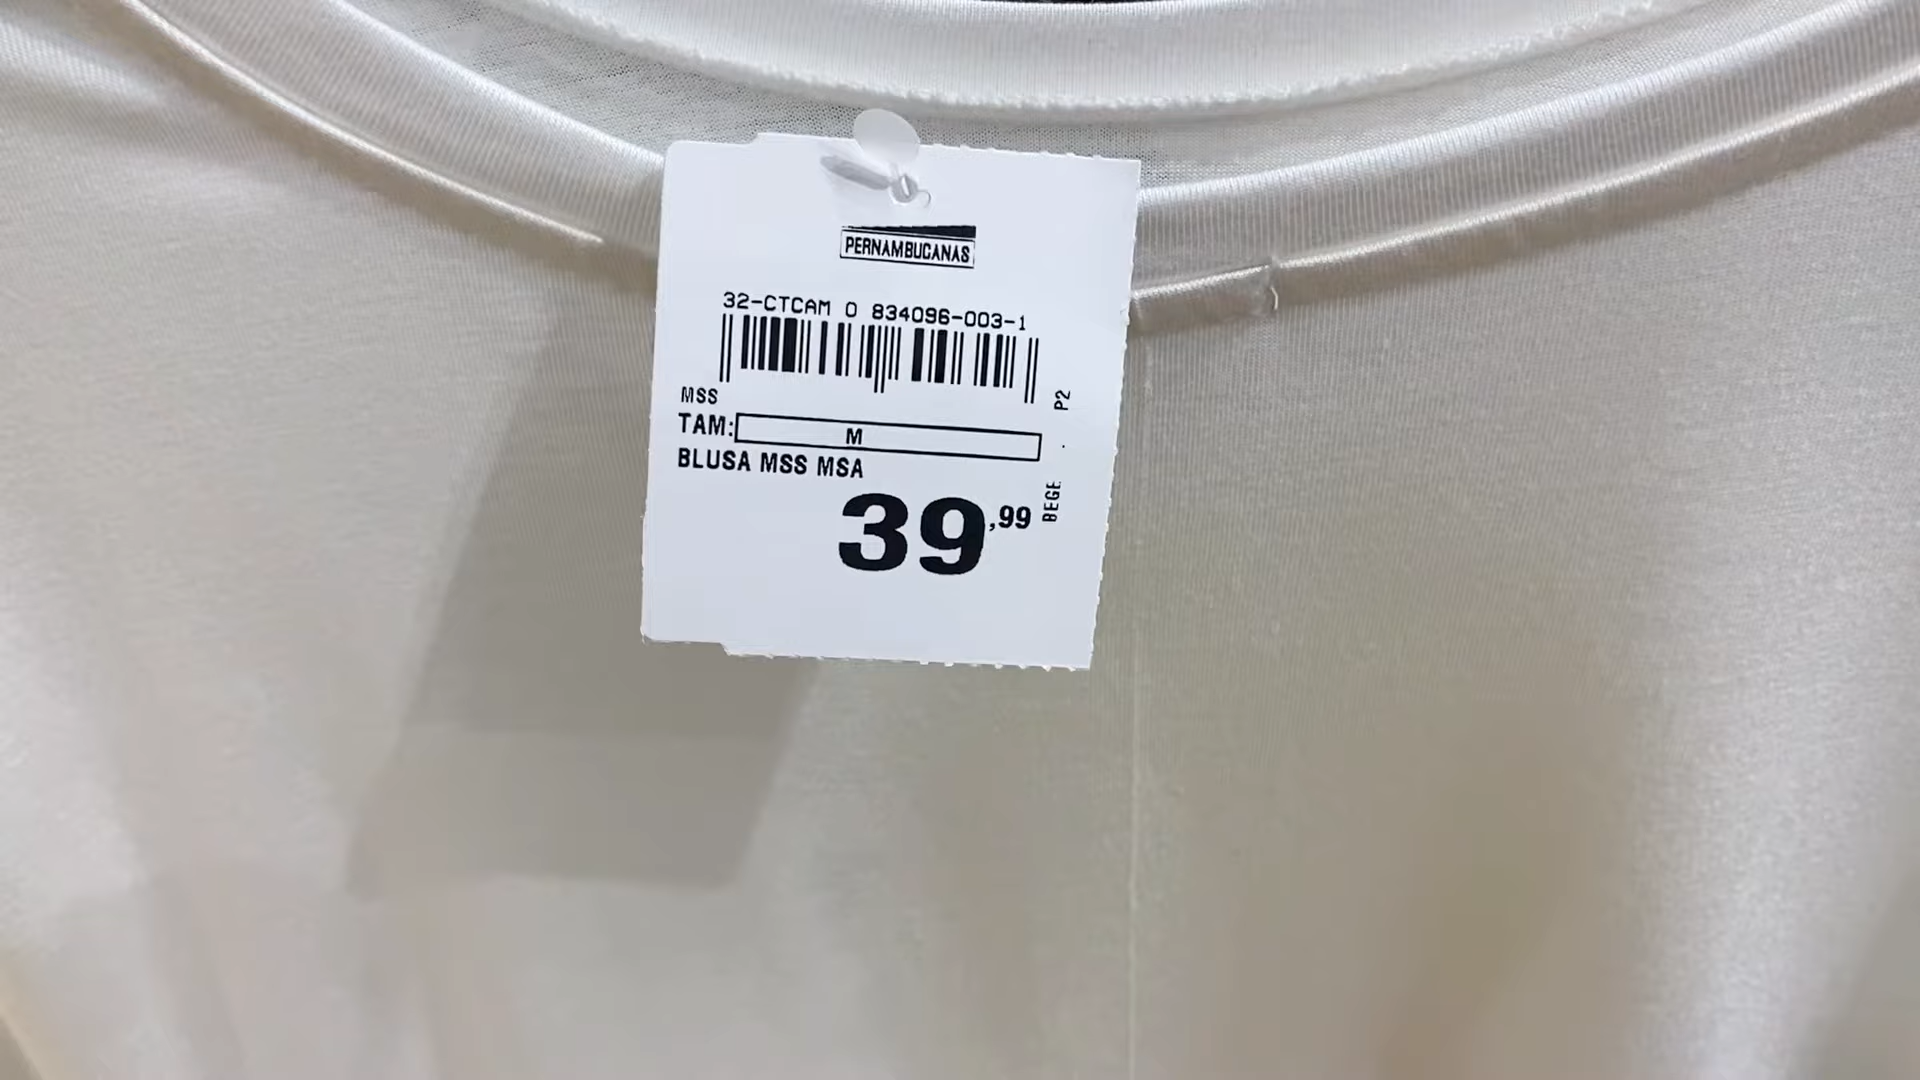 PERNAMBUCANAS
32-CTCAM 0 834096-003-1
MSS
P2
TAM: M
BLUSA MSS MSA
39,99
BEGE